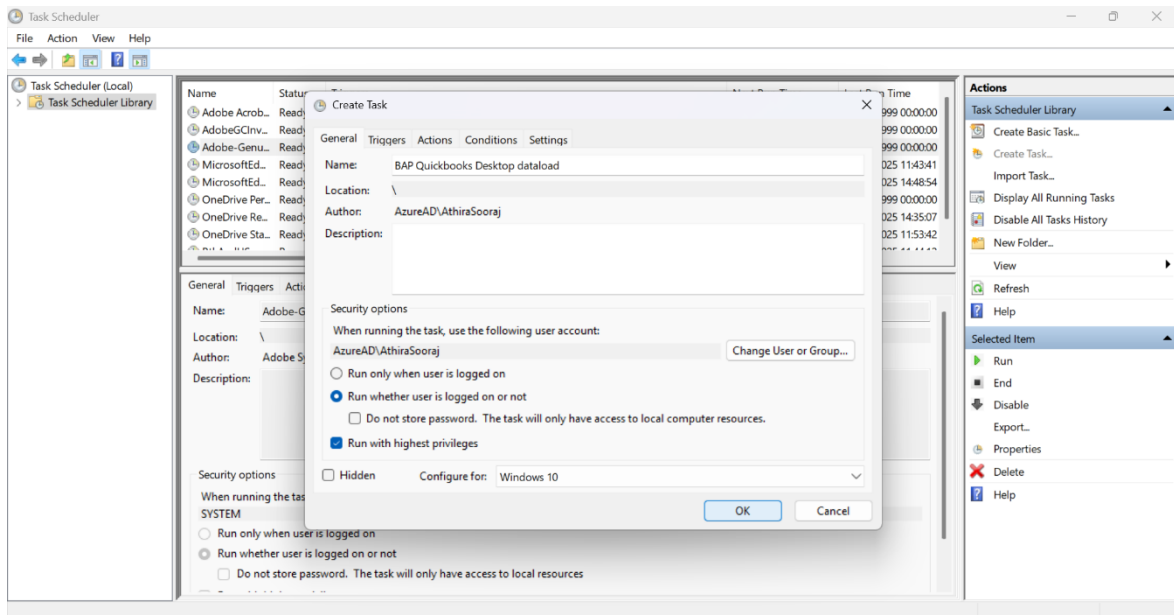 Task Scheduler
File Action View Help
Task Scheduler (Local)
Task Scheduler Library
Name Status
Adobe Acrob... Ready 999 00:00:00
AdobeGCInv... Ready 999 00:00:00
Adobe-Genu... Ready 999 00:00:00
MicrosoftEd... Ready 025 11:43:41
MicrosoftEd... Ready 025 14:48:54
OneDrive Per... Ready 999 00:00:00
OneDrive Re... Ready 025 14:35:07
OneDrive Sta... Ready 025 11:53:42
Create Task
General Triggers Actions Conditions Settings
Name: BAP Quickbooks Desktop dataload
Location: \
Author: AzureAD\AthiraSooraj
Description:
Security options
When running the task, use the following user account:
AzureAD\AthiraSooraj Change User or Group...
Run only when user is logged on
Run whether user is logged on or not
Do not store password. The task will only have access to local computer resources.
Run with highest privileges
Hidden Configure for: Windows 10
OK Cancel
General Triggers Acti
Name: Adobe-G
Location: \
Author: Adobe Sy
Description:
Security options
When running the tas
SYSTEM
Run only when user is logged on
Run whether user is logged on or not
Do not store password. The task will only have access to local resources
Actions
Task Scheduler Library
Create Basic Task...
Create Task...
Import Task...
Display All Running Tasks
Disable All Tasks History
New Folder...
View
Refresh
Help
Selected Item
Run
End
Disable
Export...
Properties
Delete
Help